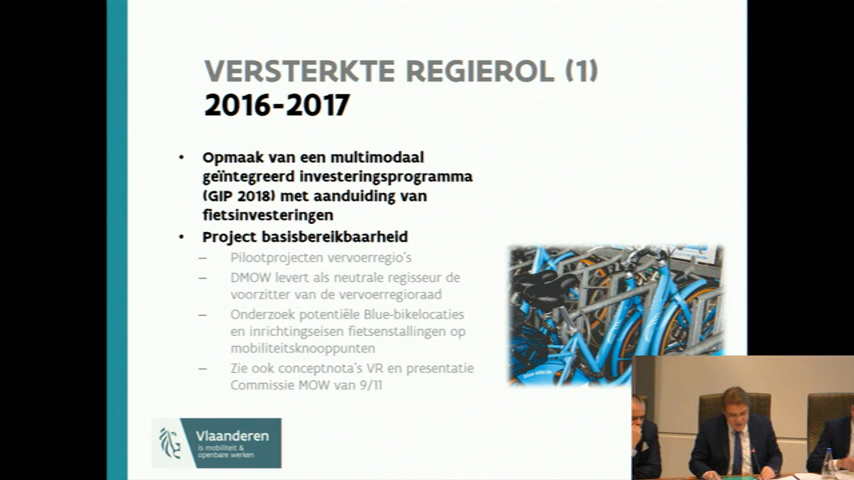 VERSTERKTE REGIEROL (1)
2016-2017
• Opmaak van een multimodaal
geïntegreerd investeringsprogramma
(GIP 2018) met aanduiding van
fietsinvesteringen
• Project basisbereikbaarheid
– Pilootprojecten vervoerregio's
– DMOW levert als neutrale regisseur de
voorzitter van de vervoerregioraad
– Onderzoek potentiële Blue-bikelocaties
en inrichtingseisen fietsenstallingen op
mobiliteitsknooppunten
– Zie ook conceptnota's VR en presentatie
Commissie MOW van 9/11
Vlaanderen
is mobiliteit &
openbare werken